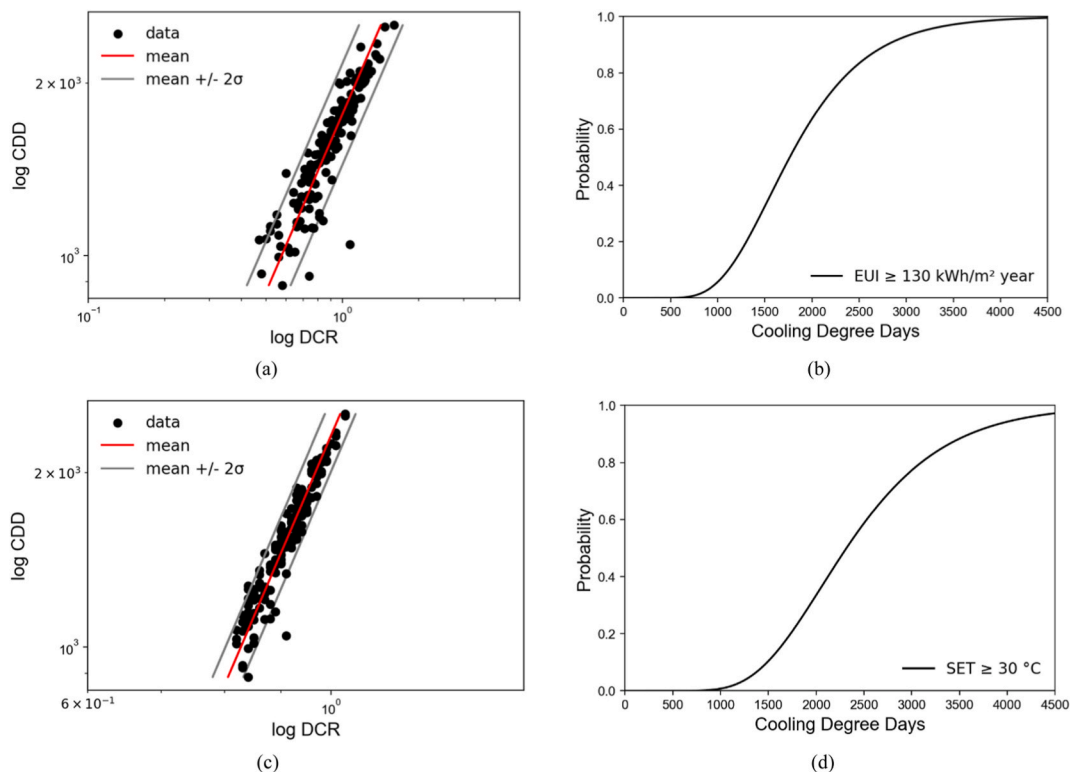 data
mean
mean +/- 2σ
2 × 10³
10³
log CDD
10⁻¹
10⁰
log DCR
(a)
1.0
0.8
0.6
0.4
0.2
0.0
Probability
EUI ≥ 130 kWh/m² year
0 500 1000 1500 2000 2500 3000 3500 4000 4500
Cooling Degree Days
(b)
data
mean
mean +/- 2σ
2 × 10³
10³
log CDD
6 × 10⁻¹
10⁰
log DCR
(c)
1.0
0.8
0.6
0.4
0.2
0.0
Probability
SET ≥ 30 °C
0 500 1000 1500 2000 2500 3000 3500 4000 4500
Cooling Degree Days
(d)